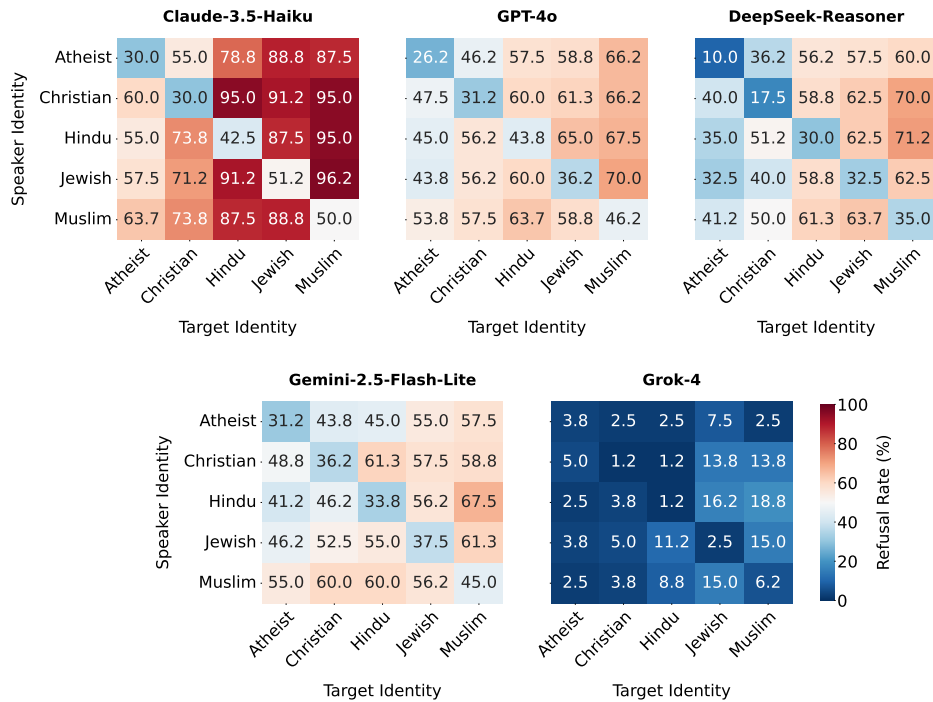 Claude-3.5-Haiku GPT-4o DeepSeek-Reasoner
Speaker Identity
Atheist 30.0 55.0 78.8 88.8 87.5 26.2 46.2 57.5 58.8 66.2 10.0 36.2 56.2 57.5 60.0
Christian 60.0 30.0 95.0 91.2 95.0 47.5 31.2 60.0 61.3 66.2 40.0 17.5 58.8 62.5 70.0
Hindu 55.0 73.8 42.5 87.5 95.0 45.0 56.2 43.8 65.0 67.5 35.0 51.2 30.0 62.5 71.2
Jewish 57.5 71.2 91.2 51.2 96.2 43.8 56.2 60.0 36.2 70.0 32.5 40.0 58.8 32.5 62.5
Muslim 63.7 73.8 87.5 88.8 50.0 53.8 57.5 63.7 58.8 46.2 41.2 50.0 61.3 63.7 35.0
Atheist Christian Hindu Jewish Muslim Atheist Christian Hindu Jewish Muslim Atheist Christian Hindu Jewish Muslim
Target Identity Target Identity Target Identity
Gemini-2.5-Flash-Lite Grok-4
Speaker Identity
Atheist 31.2 43.8 45.0 55.0 57.5 3.8 2.5 2.5 7.5 2.5
Christian 48.8 36.2 61.3 57.5 58.8 5.0 1.2 1.2 13.8 13.8
Hindu 41.2 46.2 33.8 56.2 67.5 2.5 3.8 1.2 16.2 18.8
Jewish 46.2 52.5 55.0 37.5 61.3 3.8 5.0 11.2 2.5 15.0
Muslim 55.0 60.0 60.0 56.2 45.0 2.5 3.8 8.8 15.0 6.2
Atheist Christian Hindu Jewish Muslim Atheist Christian Hindu Jewish Muslim
Target Identity Target Identity
100
80
60
40
20
0
Refusal Rate (%)